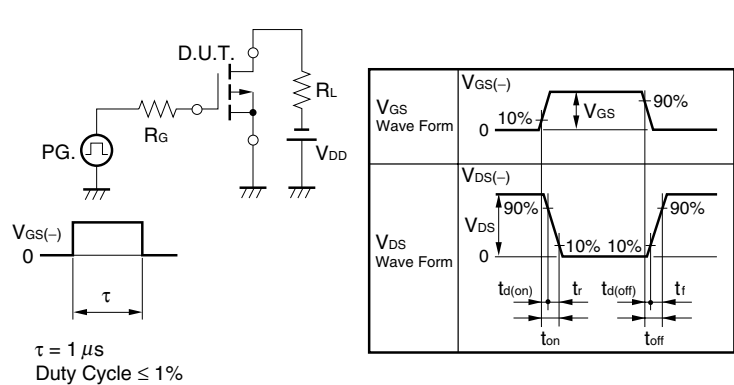 D.U.T.
RL
RG
PG.
VDD
VGS(−)
0
τ
τ = 1 μs
Duty Cycle ≤ 1%
VGS
Wave Form
VGS(−)
10%
0
VGS
90%
VDS
Wave Form
VDS(−)
90%
VDS
0
10% 10%
90%
td(on) tr td(off) tf
ton toff